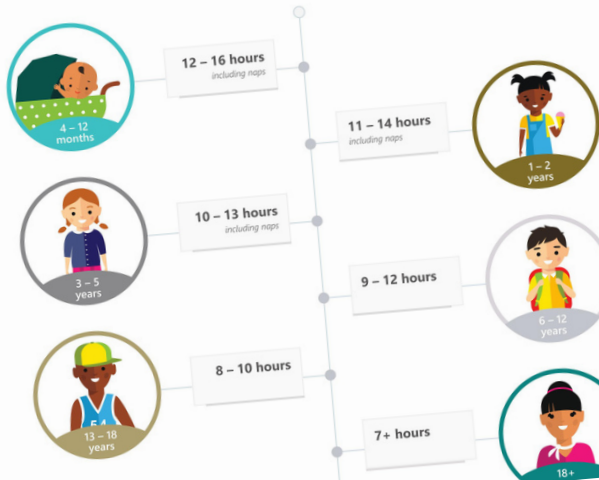 12 – 16 hours
including naps
4 – 12
months
11 – 14 hours
including naps
1 – 2
years
10 – 13 hours
including naps
3 – 5
years
9 – 12 hours
6 – 12
years
8 – 10 hours
54
13 – 18
years
7+ hours
18+